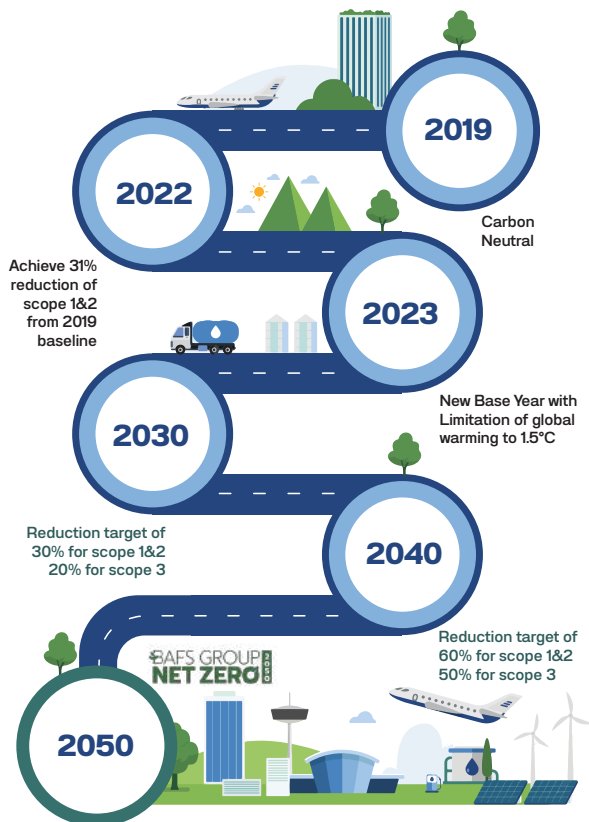 2019
Carbon
Neutral
2022
Achieve 31%
reduction of
scope 1&2
from 2019
baseline
2023
New Base Year with
Limitation of global
warming to 1.5°C
2030
Reduction target of
30% for scope 1&2
20% for scope 3
2040
Reduction target of
60% for scope 1&2
50% for scope 3
BAFS GROUP
NET ZERO
2050
2050